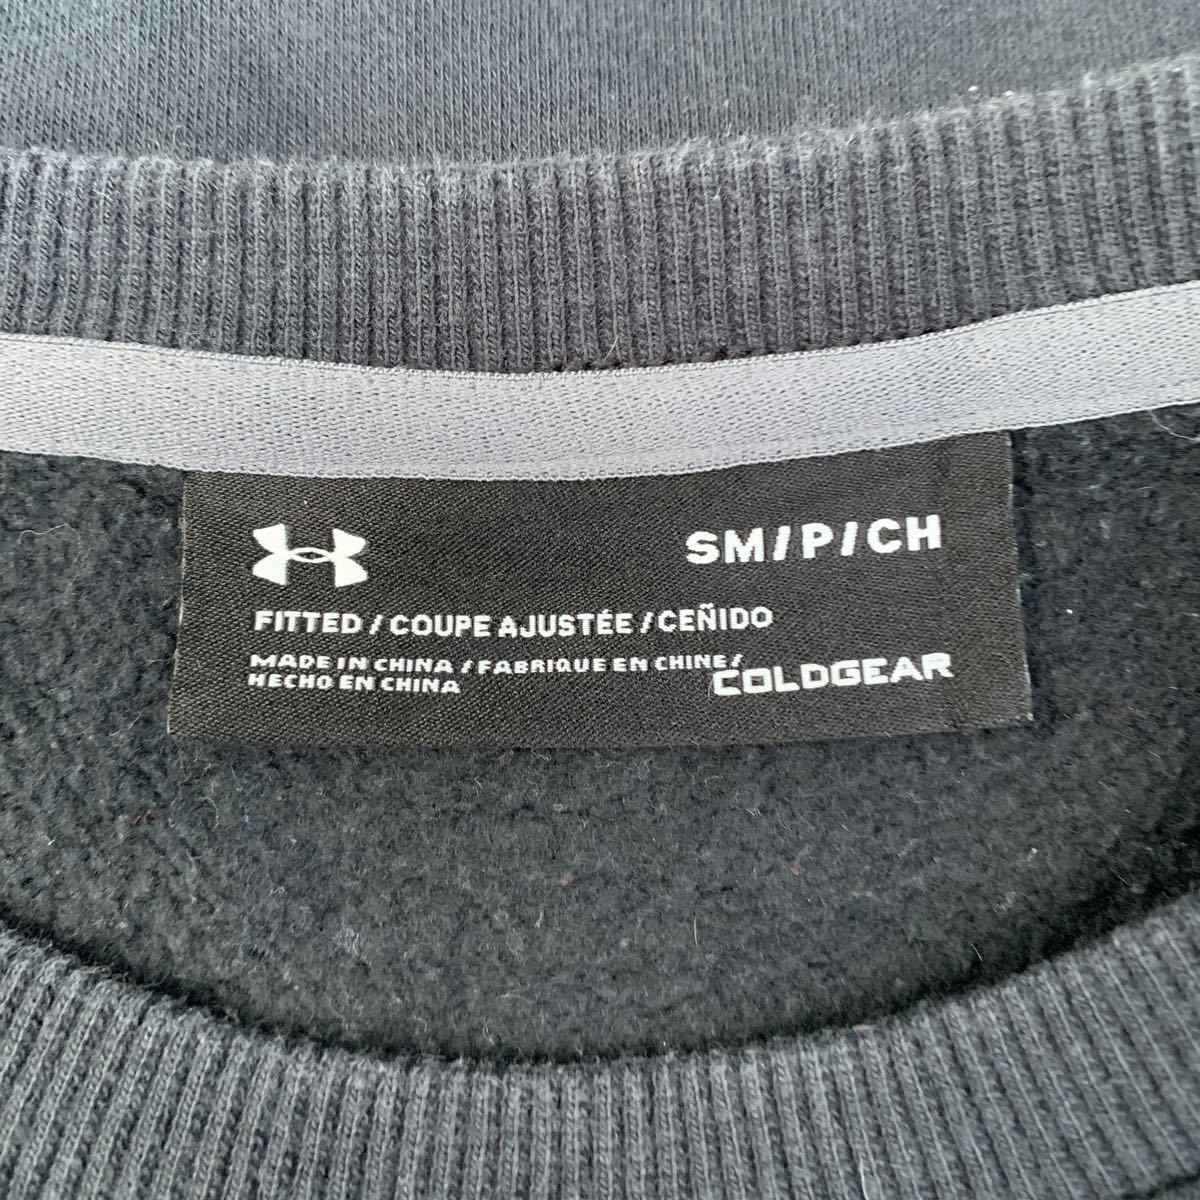 SM/P/CH
FITTED / COUPE AJUSTÉE / CEÑIDO
MADE IN CHINA / FABRIQUE EN CHINE /
HECHO EN CHINA
COLDGEAR